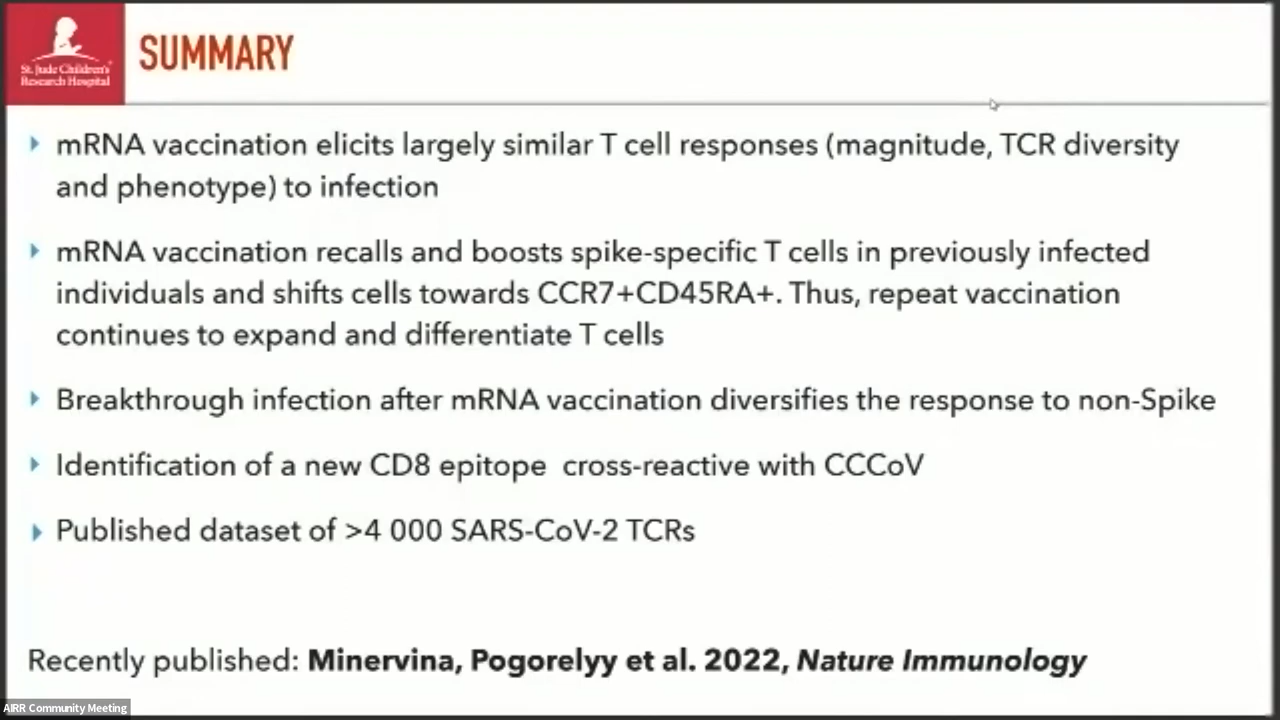 St. Jude Children's
Research Hospital
SUMMARY
mRNA vaccination elicits largely similar T cell responses (magnitude, TCR diversity
and phenotype) to infection
mRNA vaccination recalls and boosts spike-specific T cells in previously infected
individuals and shifts cells towards CCR7+CD45RA+. Thus, repeat vaccination
continues to expand and differentiate T cells
Breakthrough infection after mRNA vaccination diversifies the response to non-Spike
Identification of a new CD8 epitope cross-reactive with CCCoV
Published dataset of >4 000 SARS-CoV-2 TCRs
Recently published: Minervina, Pogorelyy et al. 2022, Nature Immunology
AIRR Community Meeting